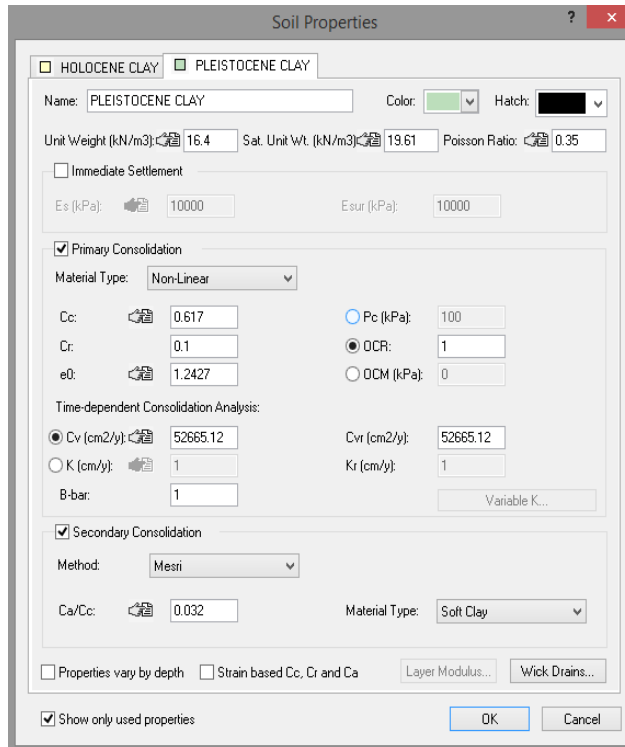 Soil Properties ? ×
HOLOCENE CLAY PLEISTOCENE CLAY
Name: PLEISTOCENE CLAY Color: Hatch:
Unit Weight (kN/m3): 16.4 Sat. Unit Wt. (kN/m3) 19.61 Poisson Ratio: 0.35
Immediate Settlement
Es (kPa): 10000 Esur (kPa): 10000
Primary Consolidation
Material Type: Non-Linear
Cc: 0.617 Pc (kPa): 100
Cr: 0.1 OCR: 1
e0: 1.2427 OCM (kPa): 0
Time-dependent Consolidation Analysis:
Cv (cm2/y): 52665.12 Cvr (cm2/y): 52665.12
K (cm/y): 1 Kr (cm/y): 1
B-bar: 1 Variable K...
Secondary Consolidation
Method: Mesri
Ca/Cc: 0.032 Material Type: Soft Clay
Properties vary by depth Strain based Cc, Cr and Ca Layer Modulus... Wick Drains...
Show only used properties OK Cancel